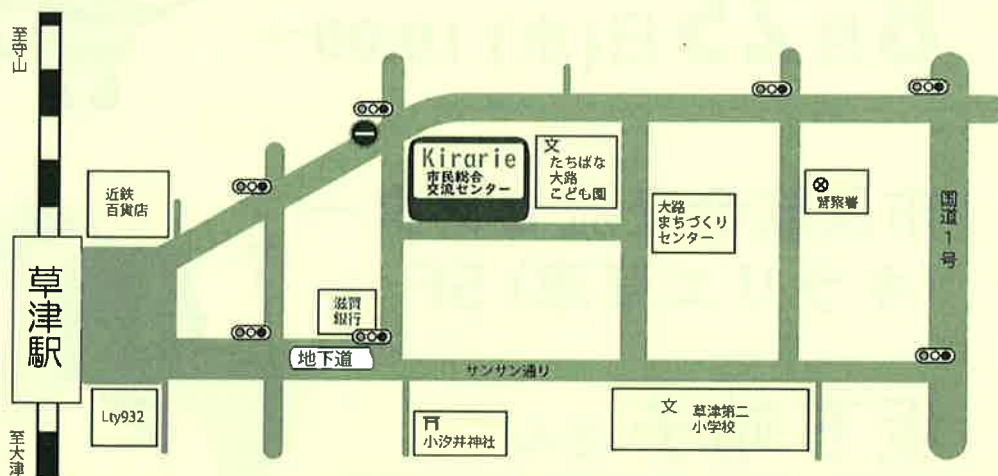 至守山
近鉄
百貨店
草津駅
Lty932
至大津
Kirarie
市民総合
交流センター
文
たちばな
大路
こども園
大路
まちづくり
センター
警察署
国道1号
滋賀
銀行
地下道
サンサン通り
小汐井神社
文 草津第二
小学校